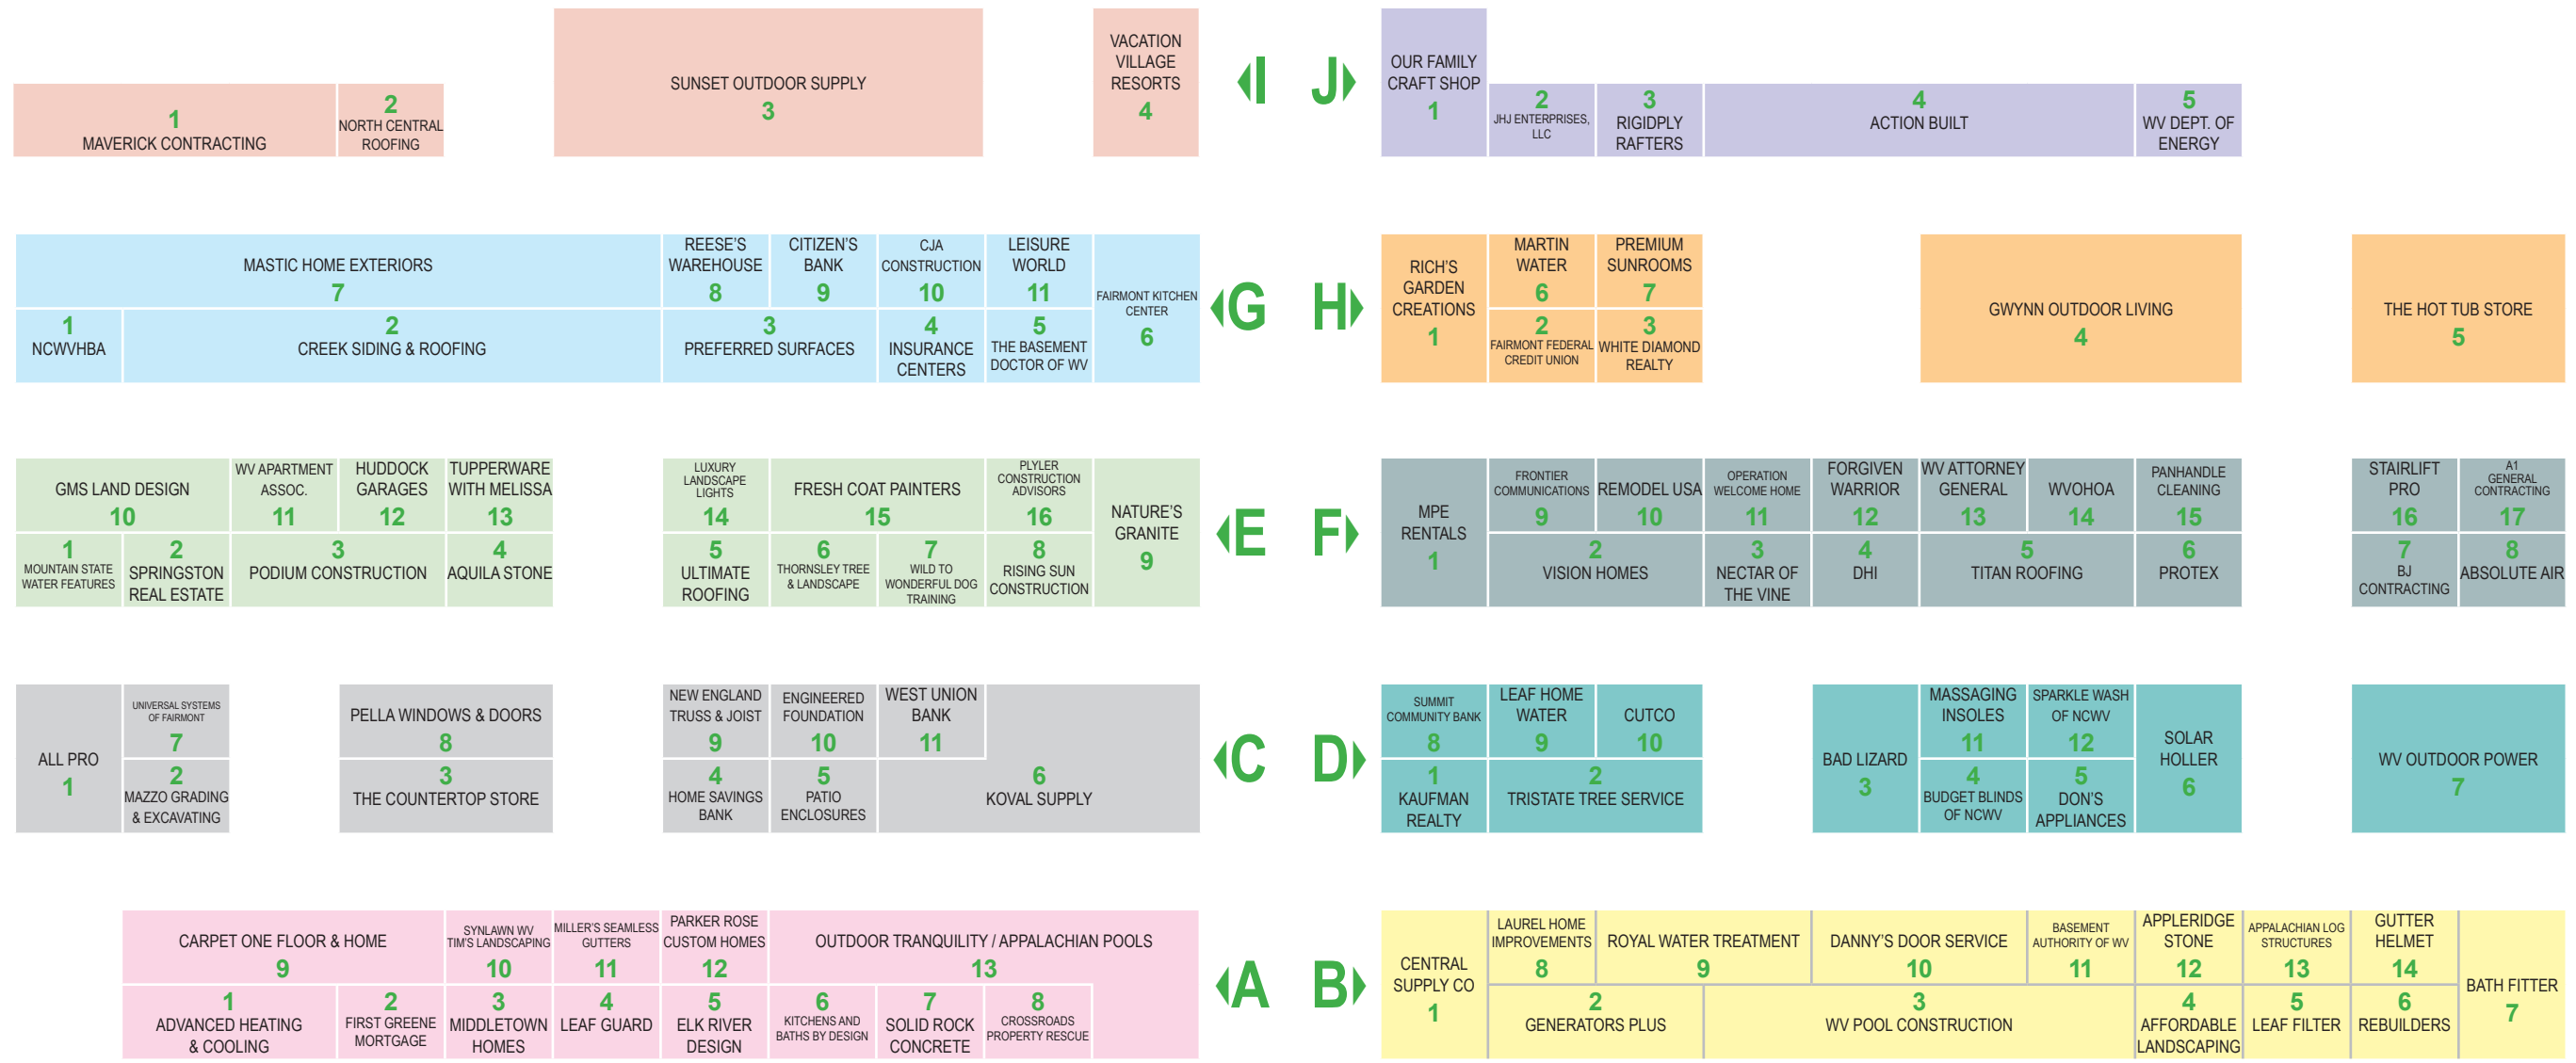 1
MAVERICK CONTRACTING
2
NORTH CENTRAL
ROOFING
SUNSET OUTDOOR SUPPLY
3
VACATION
VILLAGE
RESORTS
4
I
J
OUR FAMILY
CRAFT SHOP
1
2
JHJ ENTERPRISES,
LLC
3
RIGIDPLY
RAFTERS
4
ACTION BUILT
5
WV DEPT. OF
ENERGY
MASTIC HOME EXTERIORS
7
REESE'S
WAREHOUSE
8
CITIZEN'S
BANK
9
CJA
CONSTRUCTION
10
LEISURE
WORLD
11
1
NCWVHBA
2
CREEK SIDING & ROOFING
3
PREFERRED SURFACES
4
INSURANCE
CENTERS
5
THE BASEMENT
DOCTOR OF WV
FAIRMONT KITCHEN
CENTER
6
G
H
RICH'S
GARDEN
CREATIONS
1
MARTIN
WATER
6
PREMIUM
SUNROOMS
7
2
FAIRMONT FEDERAL
CREDIT UNION
3
WHITE DIAMOND
REALTY
GWYNN OUTDOOR LIVING
4
THE HOT TUB STORE
5
GMS LAND DESIGN
10
WV APARTMENT
ASSOC.
11
HUDDOCK
GARAGES
12
TUPPERWARE
WITH MELISSA
13
1
MOUNTAIN STATE
WATER FEATURES
2
SPRINGSTON
REAL ESTATE
3
PODIUM CONSTRUCTION
4
AQUILA STONE
LUXURY
LANDSCAPE
LIGHTS
14
FRESH COAT PAINTERS
15
PLYLER
CONSTRUCTION
ADVISORS
16
5
ULTIMATE
ROOFING
6
THORNSLEY TREE
& LANDSCAPE
7
WILD TO
WONDERFUL DOG
TRAINING
8
RISING SUN
CONSTRUCTION
NATURE'S
GRANITE
9
E
F
MPE
RENTALS
1
FRONTIER
COMMUNICATIONS
9
REMODEL USA
10
OPERATION
WELCOME HOME
11
FORGIVEN
WARRIOR
12
WV ATTORNEY
GENERAL
13
WVOHOA
14
PANHANDLE
CLEANING
15
2
VISION HOMES
3
NECTAR OF
THE VINE
4
DHI
5
TITAN ROOFING
6
PROTEX
STAIRLIFT
PRO
16
A1
GENERAL
CONTRACTING
17
7
BJ
CONTRACTING
8
ABSOLUTE AIR
ALL PRO
1
UNIVERSAL SYSTEMS
OF FAIRMONT
7
2
MAZZO GRADING
& EXCAVATING
PELLA WINDOWS & DOORS
8
3
THE COUNTERTOP STORE
NEW ENGLAND
TRUSS & JOIST
9
ENGINEERED
FOUNDATION
10
WEST UNION
BANK
11
4
HOME SAVINGS
BANK
5
PATIO
ENCLOSURES
6
KOVAL SUPPLY
C
D
SUMMIT
COMMUNITY BANK
8
LEAF HOME
WATER
9
CUTCO
10
1
KAUFMAN
REALTY
2
TRISTATE TREE SERVICE
BAD LIZARD
3
MASSAGING
INSOLES
11
SPARKLE WASH
OF NCWV
12
4
BUDGET BLINDS
OF NCWV
5
DON'S
APPLIANCES
SOLAR
HOLLER
6
WV OUTDOOR POWER
7
CARPET ONE FLOOR & HOME
9
SYNLAWN WV
TIM'S LANDSCAPING
10
MILLER'S SEAMLESS
GUTTERS
11
PARKER ROSE
CUSTOM HOMES
12
OUTDOOR TRANQUILITY / APPALACHIAN POOLS
13
1
ADVANCED HEATING
& COOLING
2
FIRST GREENE
MORTGAGE
3
MIDDLETOWN
HOMES
4
LEAF GUARD
5
ELK RIVER
DESIGN
6
KITCHENS AND
BATHS BY DESIGN
7
SOLID ROCK
CONCRETE
8
CROSSROADS
PROPERTY RESCUE
A
B
CENTRAL
SUPPLY CO
1
LAUREL HOME
IMPROVEMENTS
8
ROYAL WATER TREATMENT
9
DANNY'S DOOR SERVICE
10
BASEMENT
AUTHORITY OF WV
11
APPLERIDGE
STONE
12
APPALACHIAN LOG
STRUCTURES
13
GUTTER
HELMET
14
2
GENERATORS PLUS
3
WV POOL CONSTRUCTION
4
AFFORDABLE
LANDSCAPING
5
LEAF FILTER
6
REBUILDERS
BATH FITTER
7